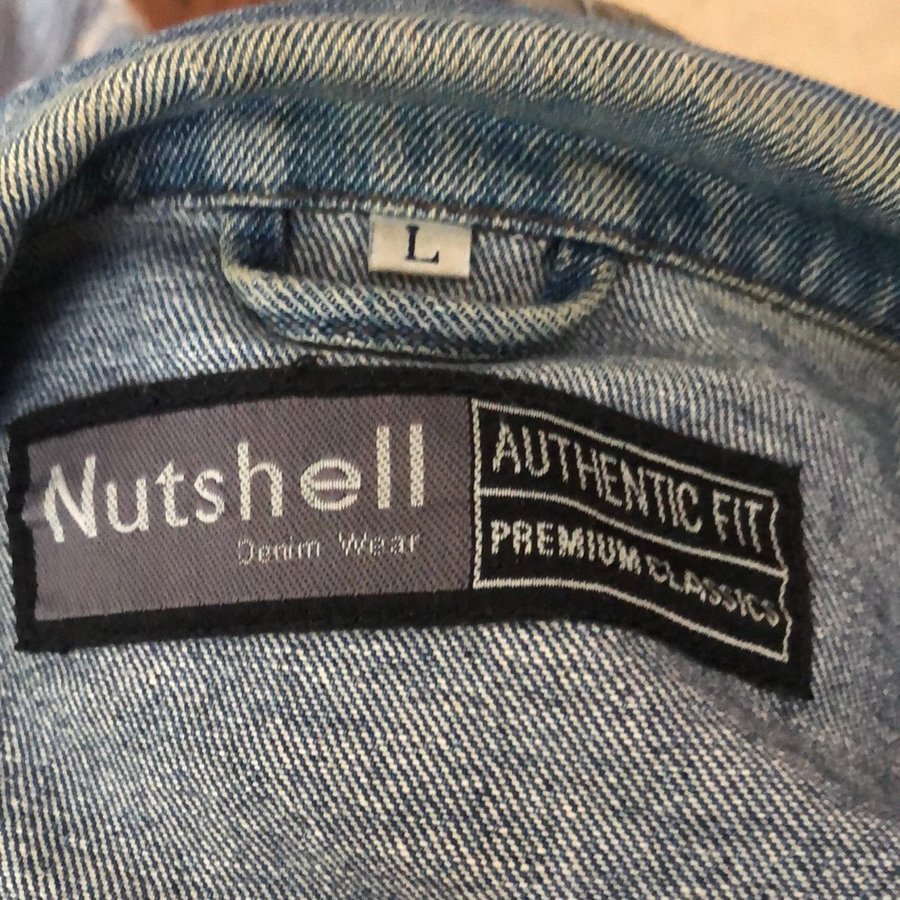 L
Nutshell
Denim Wear
AUTHENTIC FIT
PREMIUM CLASSICS